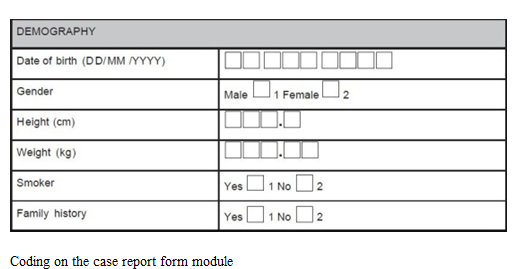 DEMOGRAPHY
Date of birth (DD/MM /YYYY)
Gender Male 1 Female 2
Height (cm) .
Weight (kg) .
Smoker Yes 1 No 2
Family history Yes 1 No 2
Coding on the case report form module